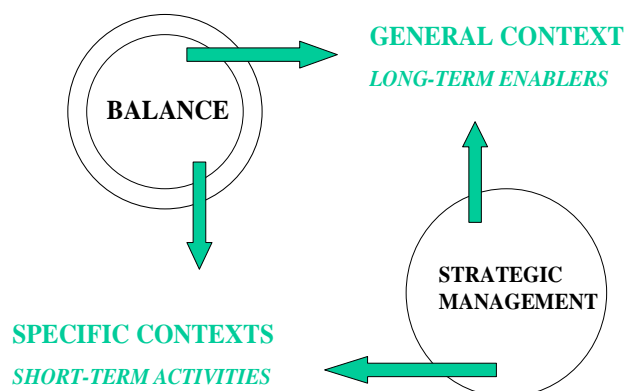 GENERAL CONTEXT
LONG-TERM ENABLERS
BALANCE
STRATEGIC
MANAGEMENT
SPECIFIC CONTEXTS
SHORT-TERM ACTIVITIES